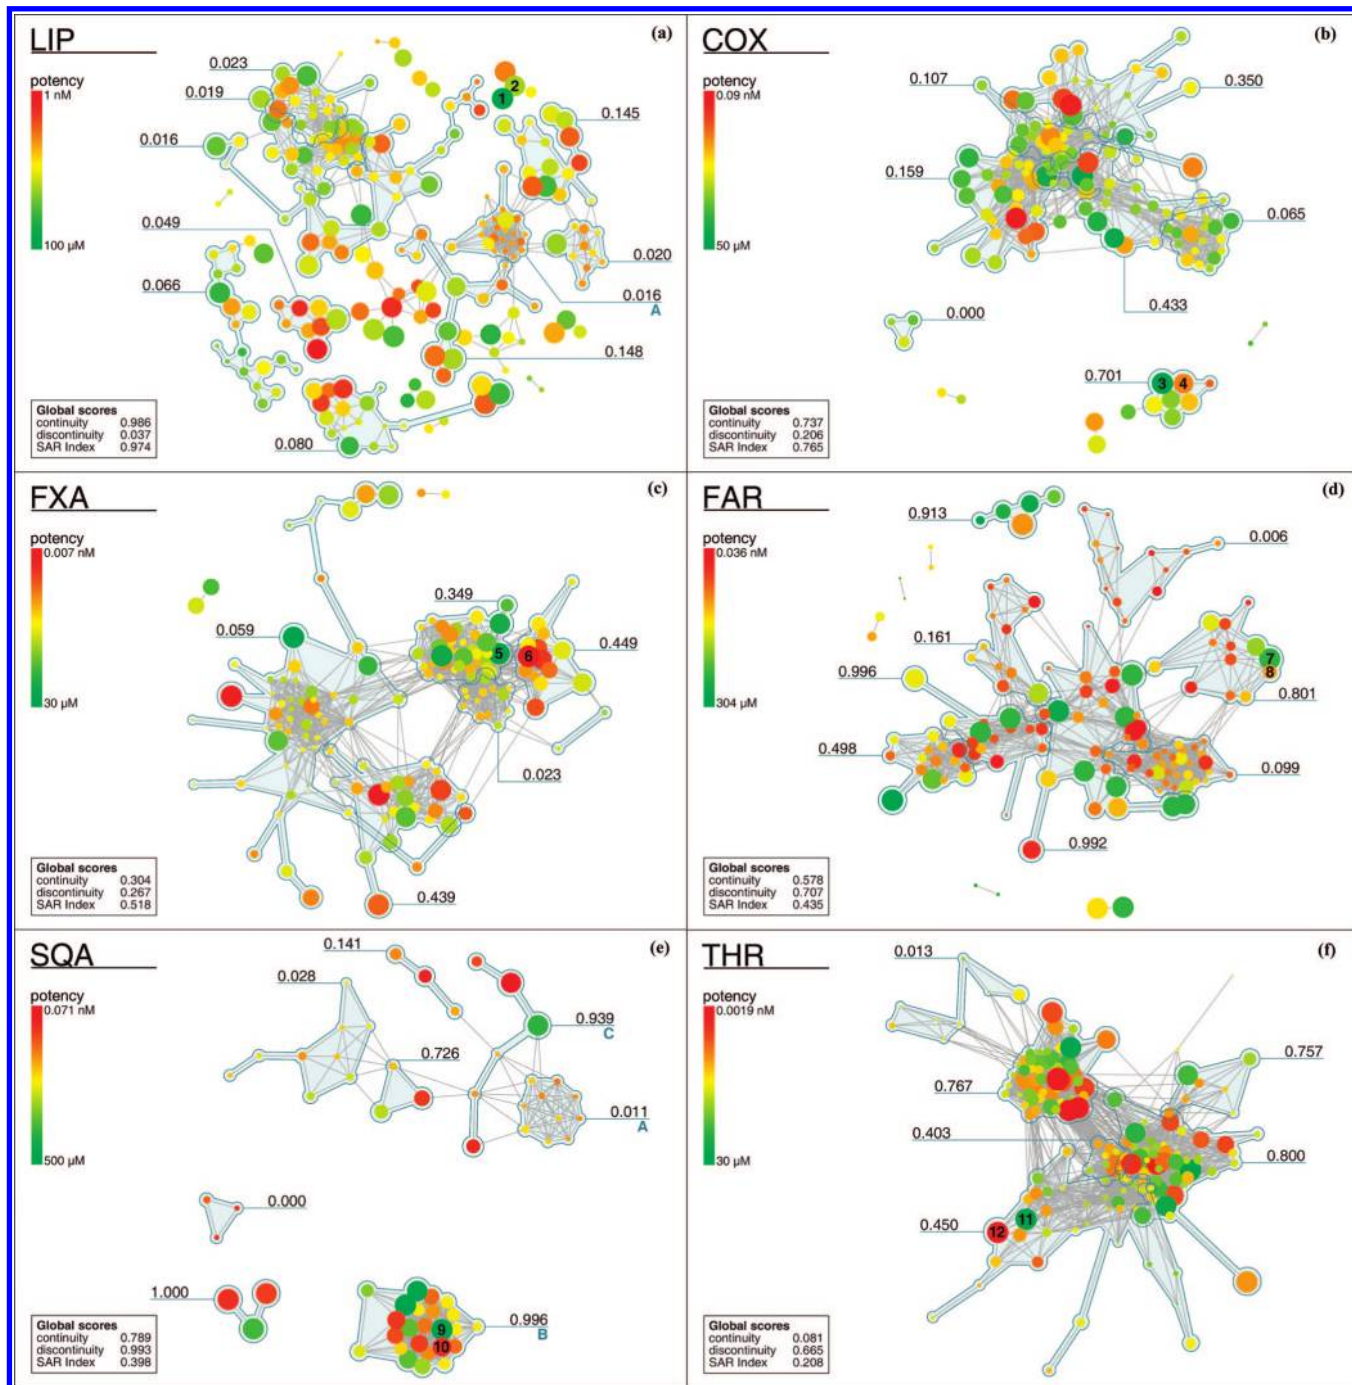 LIP
(a)
potency
1 nM
100 µM
0.023
0.019
0.016
0.049
0.066
0.080
1
2
0.145
0.020
0.016
A
0.148
Global scores
continuity 0.986
discontinuity 0.037
SAR Index 0.974
COX
(b)
potency
0.09 nM
50 µM
0.107
0.350
0.159
0.065
0.433
0.000
0.701
3
4
Global scores
continuity 0.737
discontinuity 0.206
SAR Index 0.765
FXA
(c)
potency
0.007 nM
30 µM
0.349
0.059
0.449
5
6
0.023
0.439
Global scores
continuity 0.304
discontinuity 0.267
SAR Index 0.518
FAR
(d)
potency
0.036 nM
304 µM
0.913
0.006
0.161
0.996
7
8
0.801
0.498
0.099
0.992
Global scores
continuity 0.578
discontinuity 0.707
SAR Index 0.435
SQA
(e)
potency
0.071 nM
500 µM
0.141
0.028
0.939
C
0.726
0.011
A
0.000
1.000
0.996
B
9
10
Global scores
continuity 0.789
discontinuity 0.993
SAR Index 0.398
THR
(f)
potency
0.0019 nM
30 µM
0.013
0.757
0.767
0.403
0.800
0.450
11
12
Global scores
continuity 0.081
discontinuity 0.665
SAR Index 0.208